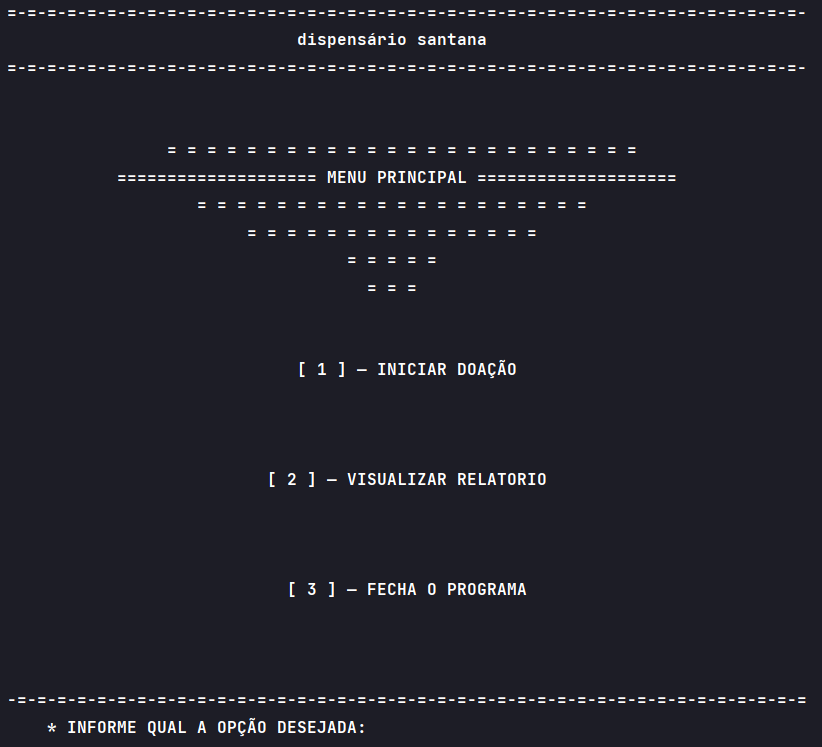 =-=-=-=-=-=-=-=-=-=-=-=-=-=-=-=-=-=-=-=-=-=-=-=-=-=-=-=-=-=-=-=-=-=-=-=-=-=-=-=-
dispensário santana
=-=-=-=-=-=-=-=-=-=-=-=-=-=-=-=-=-=-=-=-=-=-=-=-=-=-=-=-=-=-=-=-=-=-=-=-=-=-=-=-
= = = = = = = = = = = = = = = = = = = = = = = =
==================== MENU PRINCIPAL ====================
= = = = = = = = = = = = = = = = = = = =
= = = = = = = = = = = = = = =
= = = = =
= = =
[ 1 ] — INICIAR DOAÇÃO
[ 2 ] — VISUALIZAR RELATORIO
[ 3 ] — FECHA O PROGRAMA
-=-=-=-=-=-=-=-=-=-=-=-=-=-=-=-=-=-=-=-=-=-=-=-=-=-=-=-=-=-=-=-=-=-=-=-=-=-=-=-=
* INFORME QUAL A OPÇÃO DESEJADA: